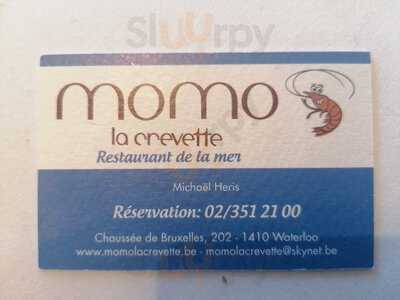 Sluurpy
momo
la crevette
Restaurant de la mer
Michaël Heris
Réservation: 02/351 21 00
Chaussée de Bruxelles, 202 - 1410 Waterloo
www.momolacrevette.be - momolacrevette@skynet.be